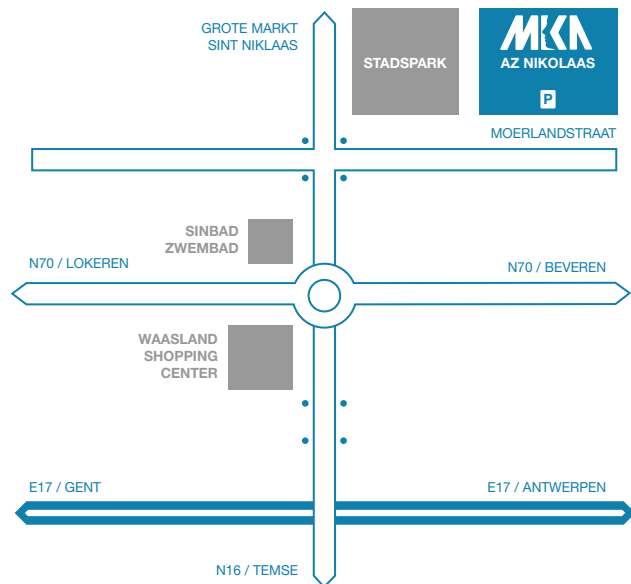 GROTE MARKT
SINT NIKLAAS
STADSPARK
MKA
AZ NIKOLAAS
P
MOERLANDSTRAAT
SINBAD
ZWEMBAD
N70 / LOKEREN
N70 / BEVEREN
WAASLAND
SHOPPING
CENTER
E17 / GENT
E17 / ANTWERPEN
N16 / TEMSE